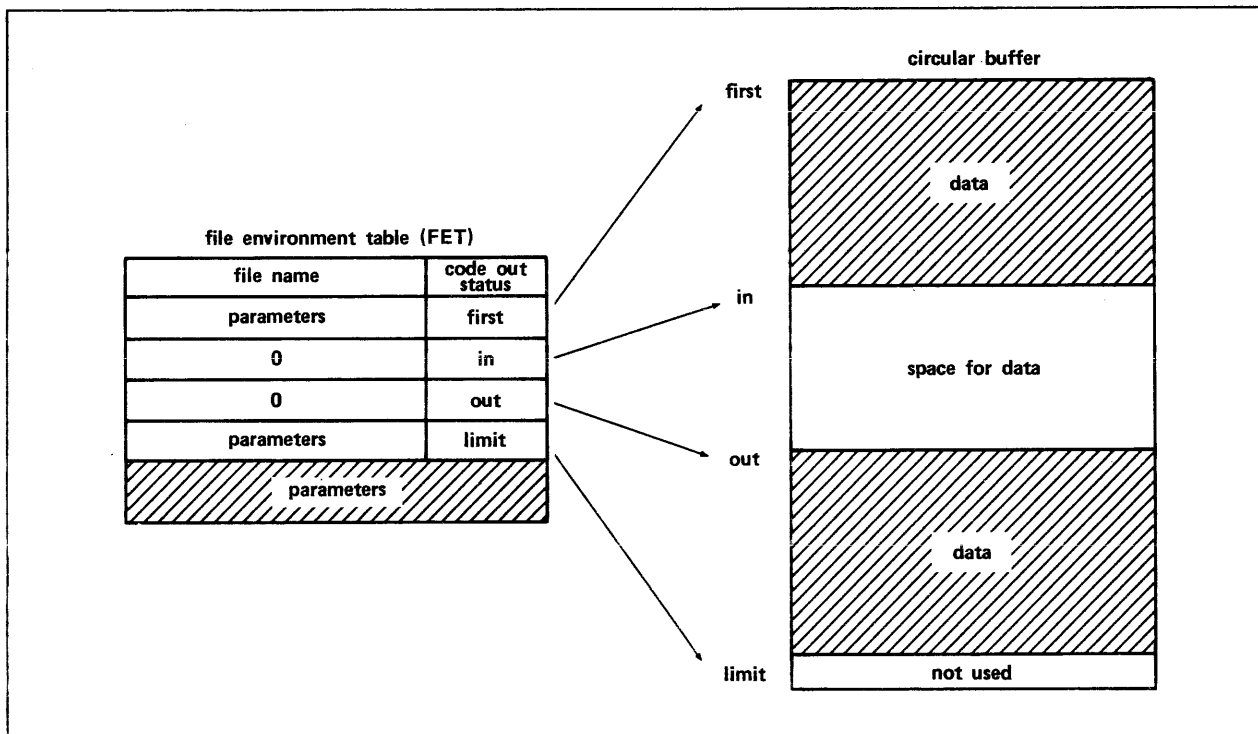 circular buffer
first
data
in
space for data
out
data
limit
not used
file environment table (FET)
file name
code out
status
parameters
first
0
in
0
out
parameters
limit
parameters